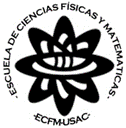 ESCUELA DE CIENCIAS FÍSICAS Y MATEMÁTICAS
·ECFM-USAC·